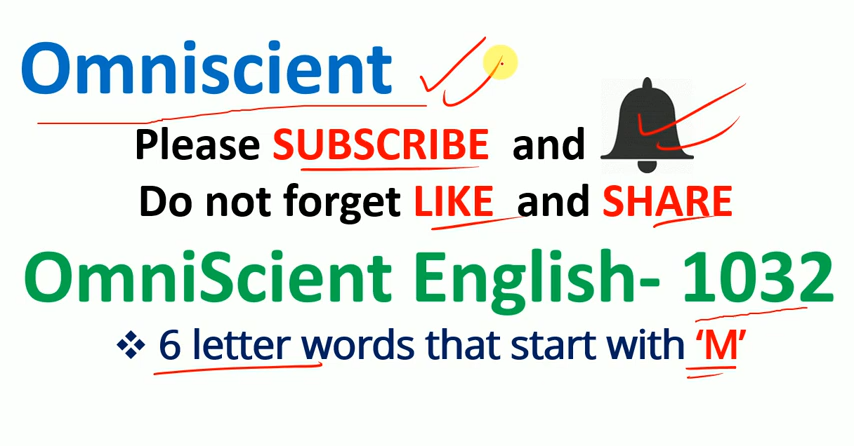 Omniscient
Please SUBSCRIBE and
Do not forget LIKE and SHARE
OmniScient English- 1032
❖ 6 letter words that start with ‘M’